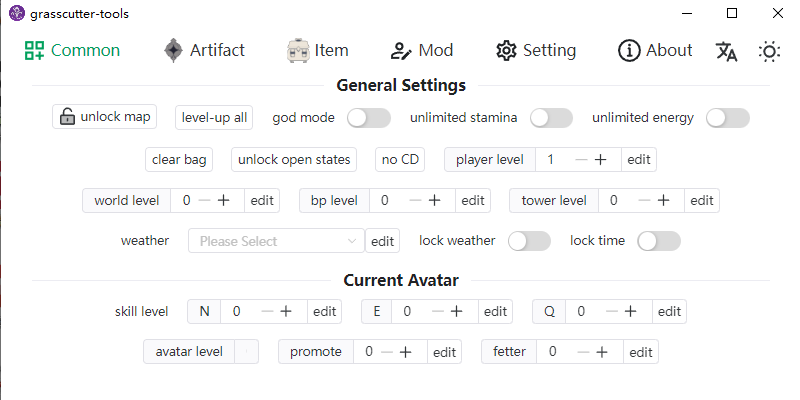 grasscutter-tools
Common Artifact Item Mod Setting About
General Settings
unlock map level-up all god mode unlimited stamina unlimited energy
clear bag unlock open states no CD player level 1 edit
world level 0 edit bp level 0 edit tower level 0 edit
weather Please Select edit lock weather lock time
Current Avatar
skill level N 0 edit E 0 edit Q 0 edit
avatar level promote 0 edit fetter 0 edit